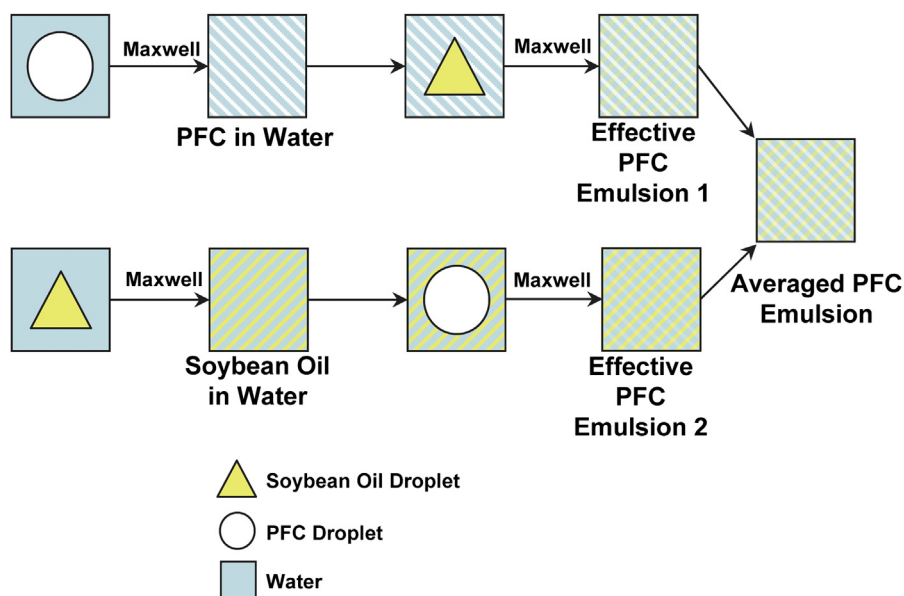 Maxwell
Maxwell
PFC in Water
Effective
PFC
Emulsion 1
Maxwell
Maxwell
Averaged PFC
Emulsion
Soybean Oil
in Water
Effective
PFC
Emulsion 2
Soybean Oil Droplet
PFC Droplet
Water